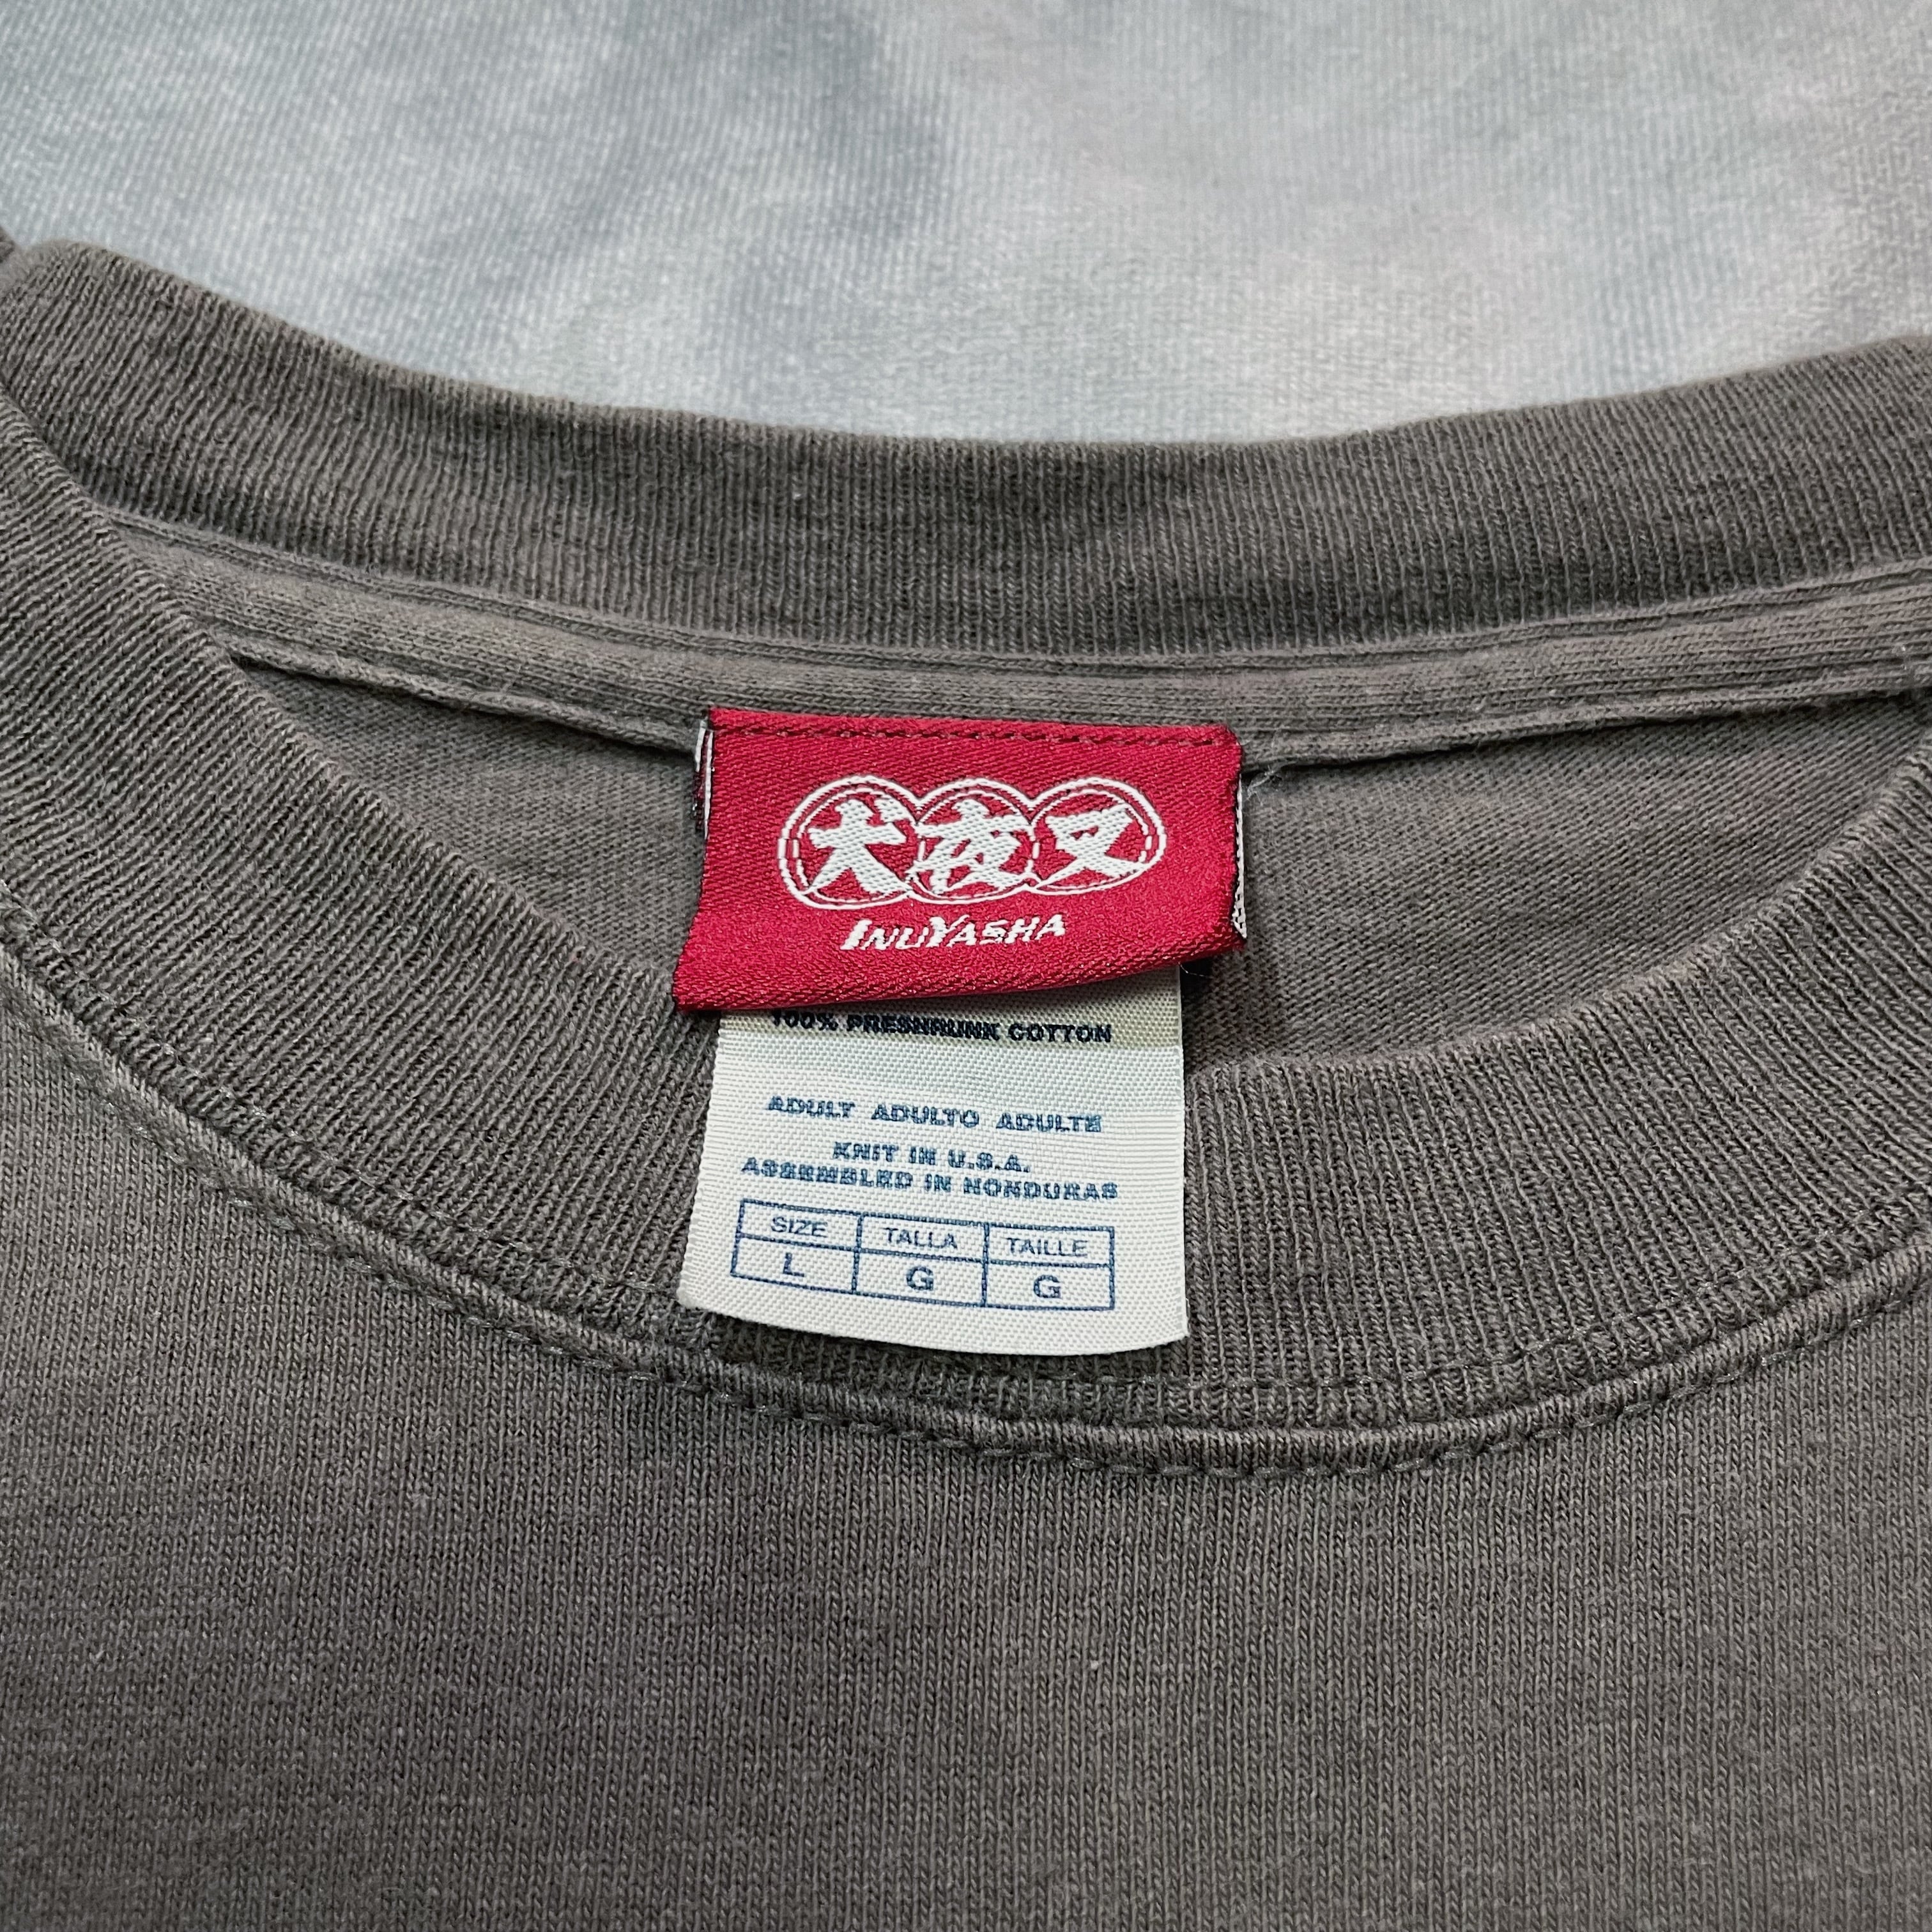 犬夜叉
INUYASHA
100% PRESHRUNK COTTON
ADULT ADULTO ADULTE
KNIT IN U.S.A.
ASSEMBLED IN HONDURAS
SIZE TALLA TAILLE
L G G